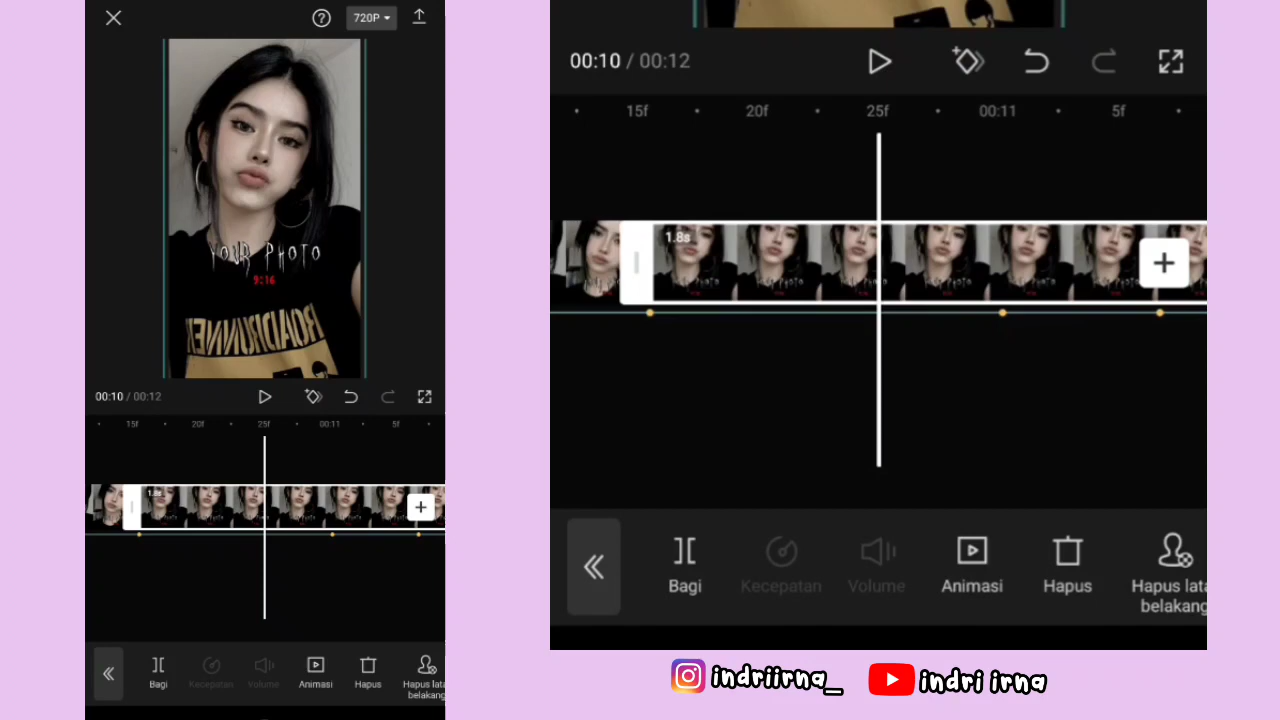 720P
YOUR PHOTO
9:16
ROADRUNNER
00:10 / 00:12
15f
20f
25f
00:11
5f
1.8s
Bagi
Kecepatan
Volume
Animasi
Hapus
Hapus lata
belakang
00:10 / 00:12
15f
20f
25f
00:11
5f
1.8s
Bagi
Kecepatan
Volume
Animasi
Hapus
Hapus lata
belakang
indriirna_
indri irna